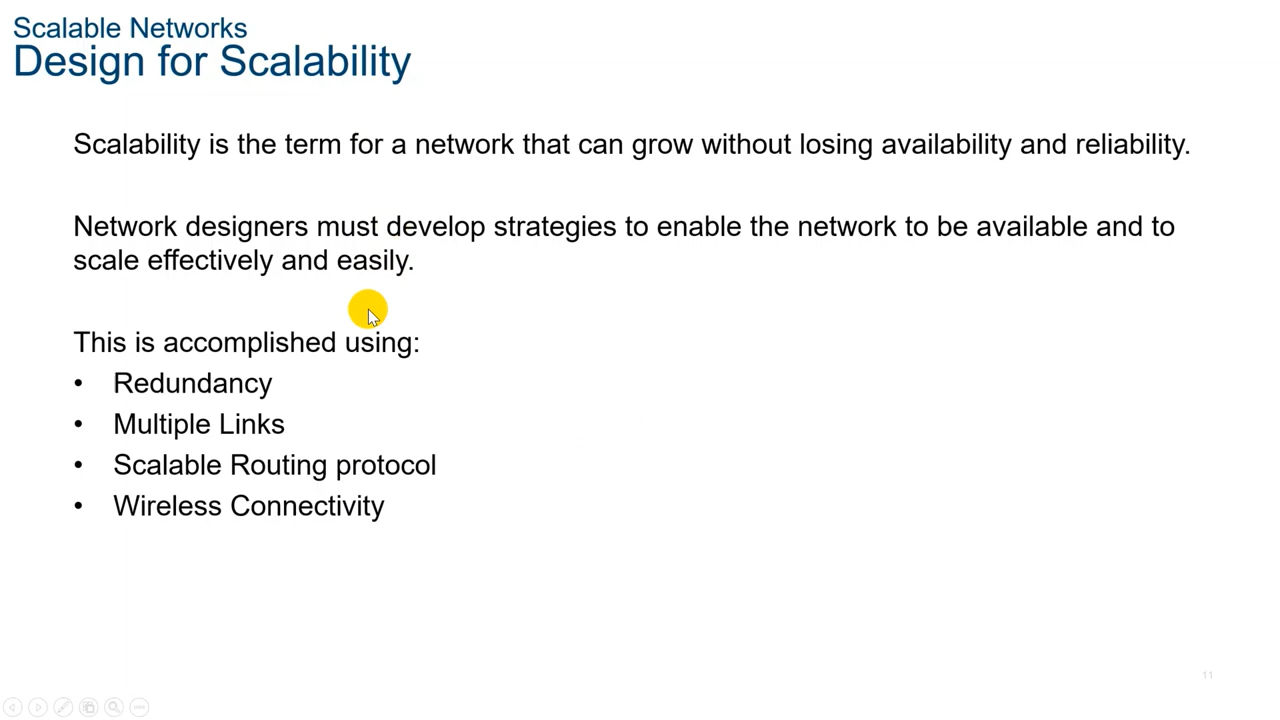 Scalable Networks
Design for Scalability
Scalability is the term for a network that can grow without losing availability and reliability.
Network designers must develop strategies to enable the network to be available and to
scale effectively and easily.
This is accomplished using:
• Redundancy
• Multiple Links
• Scalable Routing protocol
• Wireless Connectivity
11